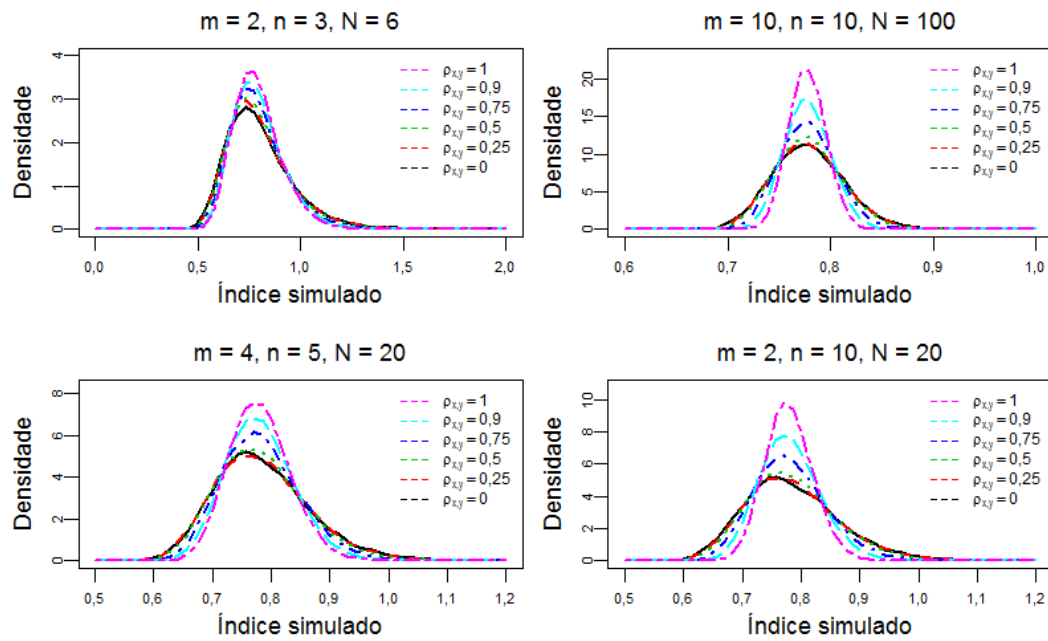 m = 2, n = 3, N = 6
Densidade
4
3
2
1
0
ρx,y = 1
ρx,y = 0,9
ρx,y = 0,75
ρx,y = 0,5
ρx,y = 0,25
ρx,y = 0
0,0 0,5 1,0 1,5 2,0
Índice simulado
m = 10, n = 10, N = 100
Densidade
20
15
10
5
0
ρx,y = 1
ρx,y = 0,9
ρx,y = 0,75
ρx,y = 0,5
ρx,y = 0,25
ρx,y = 0
0,6 0,7 0,8 0,9 1,0
Índice simulado
m = 4, n = 5, N = 20
Densidade
8
6
4
2
0
ρx,y = 1
ρx,y = 0,9
ρx,y = 0,75
ρx,y = 0,5
ρx,y = 0,25
ρx,y = 0
0,5 0,6 0,7 0,8 0,9 1,0 1,1 1,2
Índice simulado
m = 2, n = 10, N = 20
Densidade
10
8
6
4
2
0
ρx,y = 1
ρx,y = 0,9
ρx,y = 0,75
ρx,y = 0,5
ρx,y = 0,25
ρx,y = 0
0,5 0,6 0,7 0,8 0,9 1,0 1,1 1,2
Índice simulado